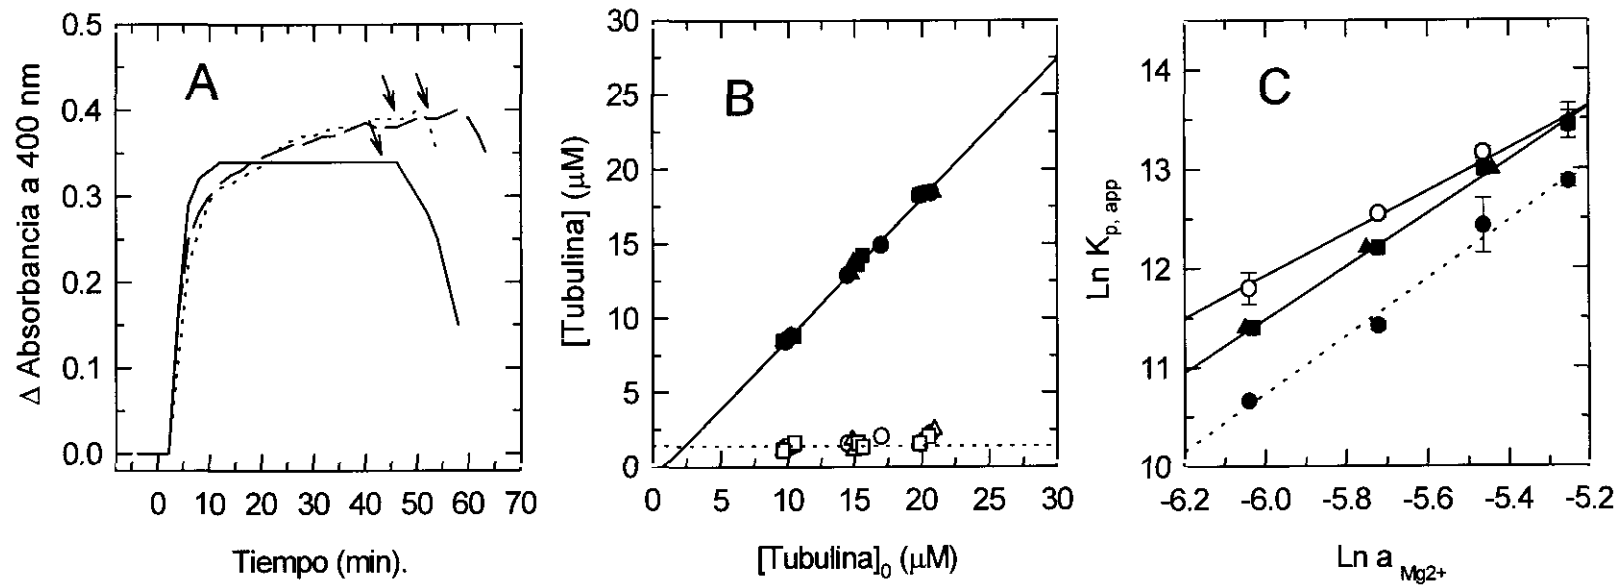 A
0.5
0.4
0.3
0.2
0.1
0.0
0 10 20 30 40 50 60 70
Δ Absorbancia a 400 nm
Tiempo (min).
B
30
25
20
15
10
5
0
0 5 10 15 20 25 30
[Tubulina] (μM)
[Tubulina]₀ (μM)
C
14
13
12
11
10
-6.2 -6.0 -5.8 -5.6 -5.4 -5.2
Ln K p, app
Ln a Mg2+